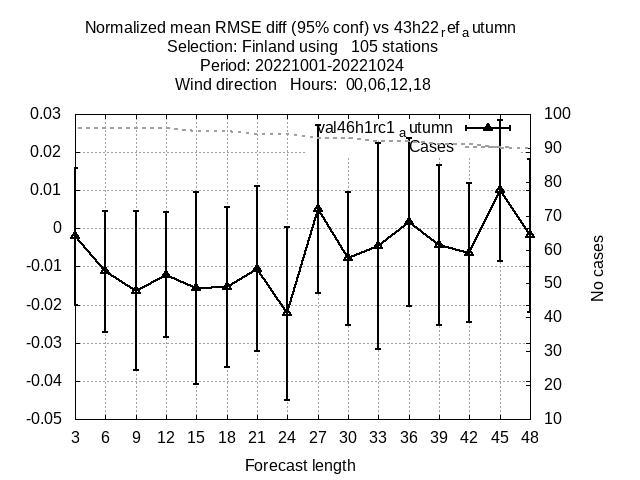 Normalized mean RMSE diff (95% conf) vs 43h22refautumn
Selection: Finland using   105 stations
Period: 20221001-20221024
Wind direction   Hours:  00,06,12,18
0.03
0.02
0.01
0
-0.01
-0.02
-0.03
-0.04
-0.05
val46h1rc1autumn
Cases
100
90
80
70
60
50
40
30
20
10
No cases
3 6 9 12 15 18 21 24 27 30 33 36 39 42 45 48
Forecast length